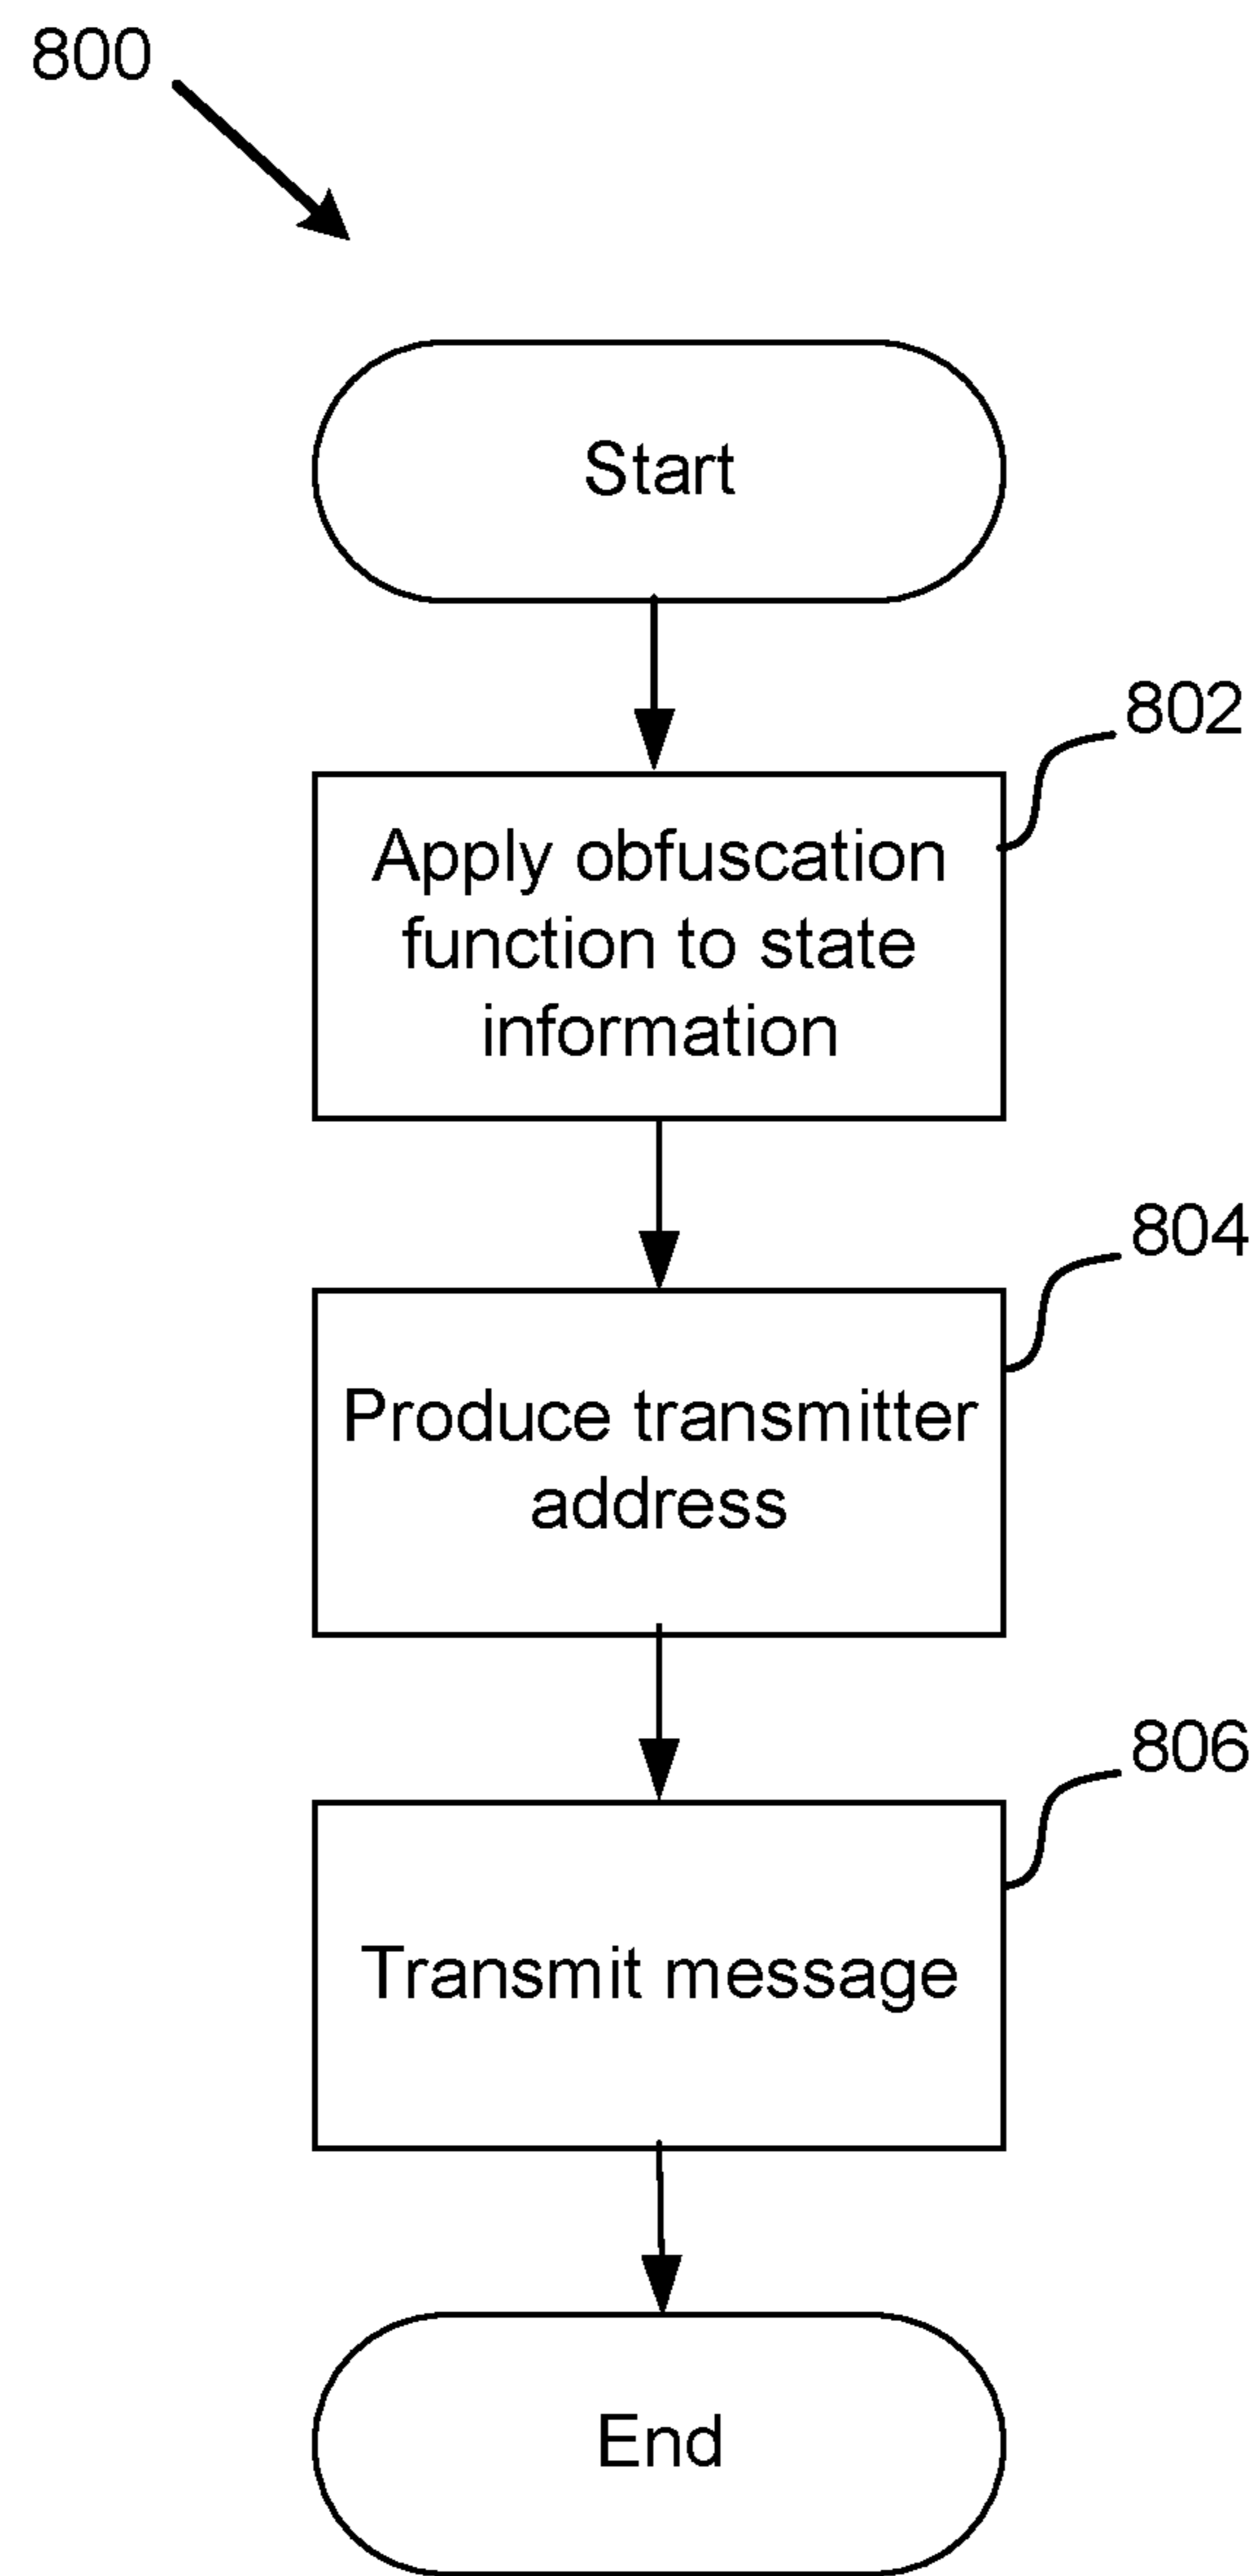 800
Start
802
Apply obfuscation
function to state
information
804
Produce transmitter
address
806
Transmit message
End